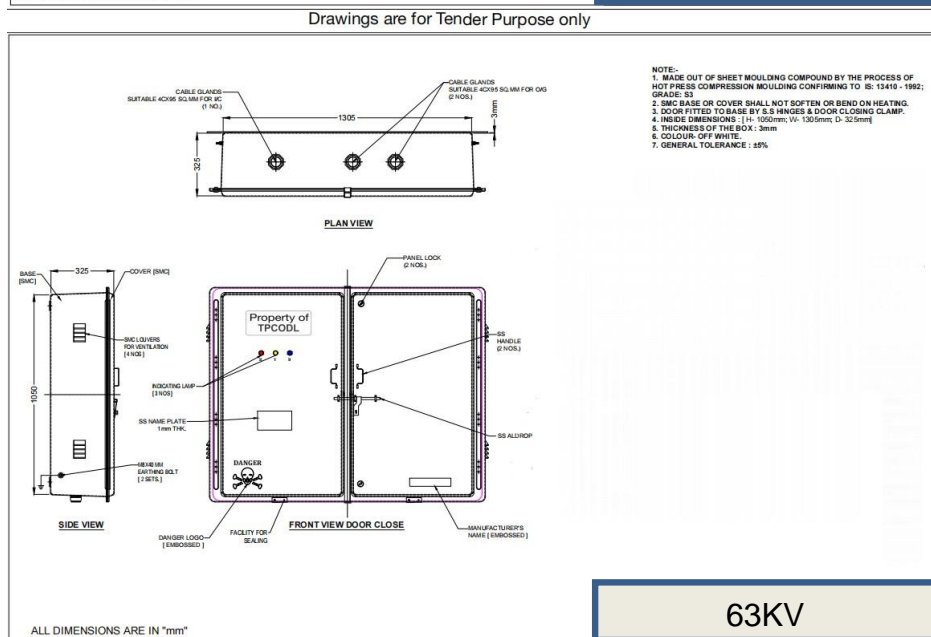 Drawings are for Tender Purpose only
CABLE GLANDS
SUITABLE 4CX95 SQ.MM FOR I/C
(1 NO.)
CABLE GLANDS
SUITABLE 4CX95 SQ.MM FOR O/G
(2 NOS.)
1305
3mm
325
PLAN VIEW
NOTE:-
1. MADE OUT OF SHEET MOULDING COMPOUND BY THE PROCESS OF
HOT PRESS COMPRESSION MOULDING CONFIRMING TO IS: 13410 - 1992;
GRADE: S3
2. SMC BASE OR COVER SHALL NOT SOFTEN OR BEND ON HEATING.
3. DOOR FITTED TO BASE BY S.S HINGES & DOOR CLOSING CLAMP.
4. INSIDE DIMENSIONS : [ H- 1050mm; W- 1305mm; D- 325mm]
5. THICKNESS OF THE BOX : 3mm
6. COLOUR- OFF WHITE.
7. GENERAL TOLERANCE : ±5%
BASE
[SMC]
325
COVER [SMC]
SMC LOUVERS
FOR VENTILATION
[ 4 NOS ]
1050
M8X40 MM
EARTHING BOLT
[ 2 SETS. ]
SIDE VIEW
PANEL LOCK
(2 NOS.)
Property of
TPCODL
R Y B
SS
HANDLE
(2 NOS.)
INDICATING LAMP
[ 3 NOS ]
SS NAME PLATE
1mm THK.
SS ALDROP
DANGER
DANGER LOGO
[ EMBOSSED ]
FACILITY FOR
SEALING
FRONT VIEW DOOR CLOSE
MANUFACTURER'S
NAME [ EMBOSSED ]
ALL DIMENSIONS ARE IN "mm"
63KV